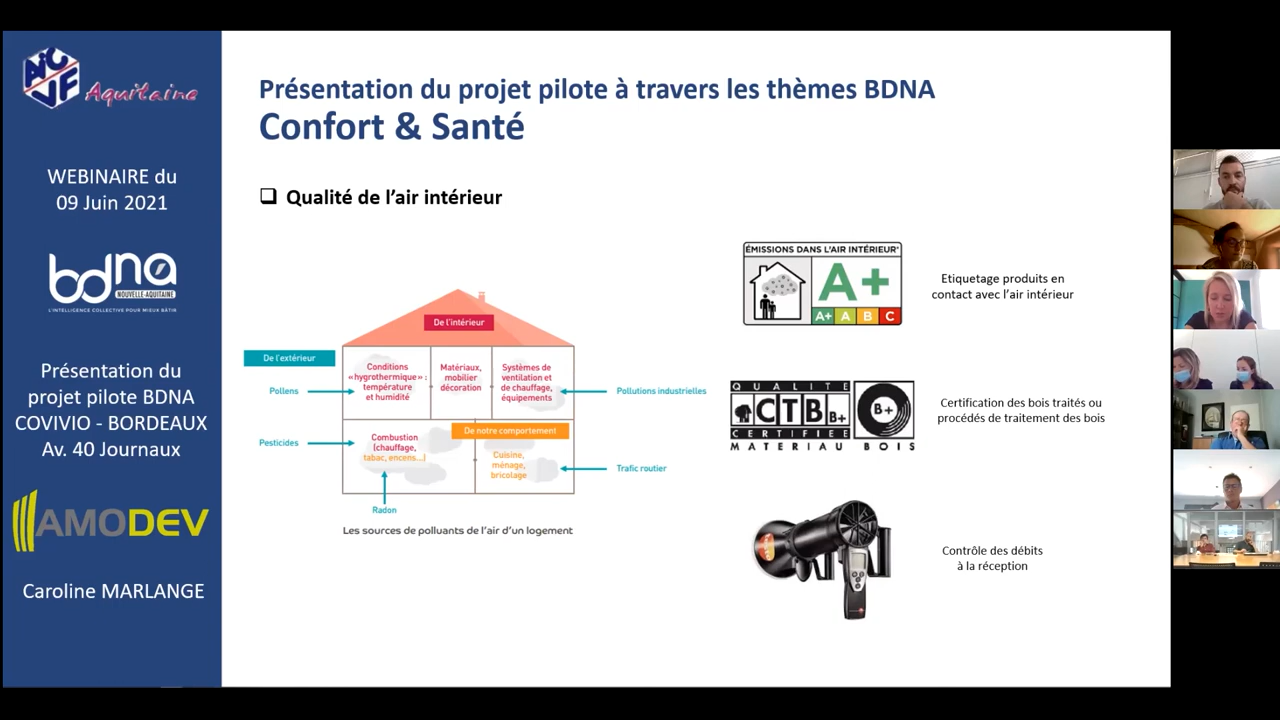 AICVF
Aquitaine
WEBINAIRE du
09 Juin 2021
bdna
NOUVELLE-AQUITAINE
L'INTELLIGENCE COLLECTIVE POUR MIEUX BÂTIR
Présentation du
projet pilote BDNA
COVIVIO - BORDEAUX
Av. 40 Journaux
AMODEV
Caroline MARLANGE
Présentation du projet pilote à travers les thèmes BDNA
Confort & Santé
❑ Qualité de l'air intérieur
De l'intérieur
De l'extérieur
Pollens
Pesticides
Conditions
« hygrothermique » :
température
et humidité
Matériaux,
mobilier
décoration
Systèmes de
ventilation et
de chauffage,
équipements
Pollutions industrielles
De notre comportement
Combustion
(chauffage,
tabac, encens...)
Cuisine,
ménage,
bricolage
Trafic routier
Radon
Les sources de polluants de l'air d'un logement
ÉMISSIONS DANS L'AIR INTÉRIEUR*
A+
A+ A B C
Etiquetage produits en
contact avec l'air intérieur
QUALITE
CTB B+
CERTIFIEE
B+
MATERIAU BOIS
Certification des bois traités ou
procédés de traitement des bois
Contrôle des débits
à la réception